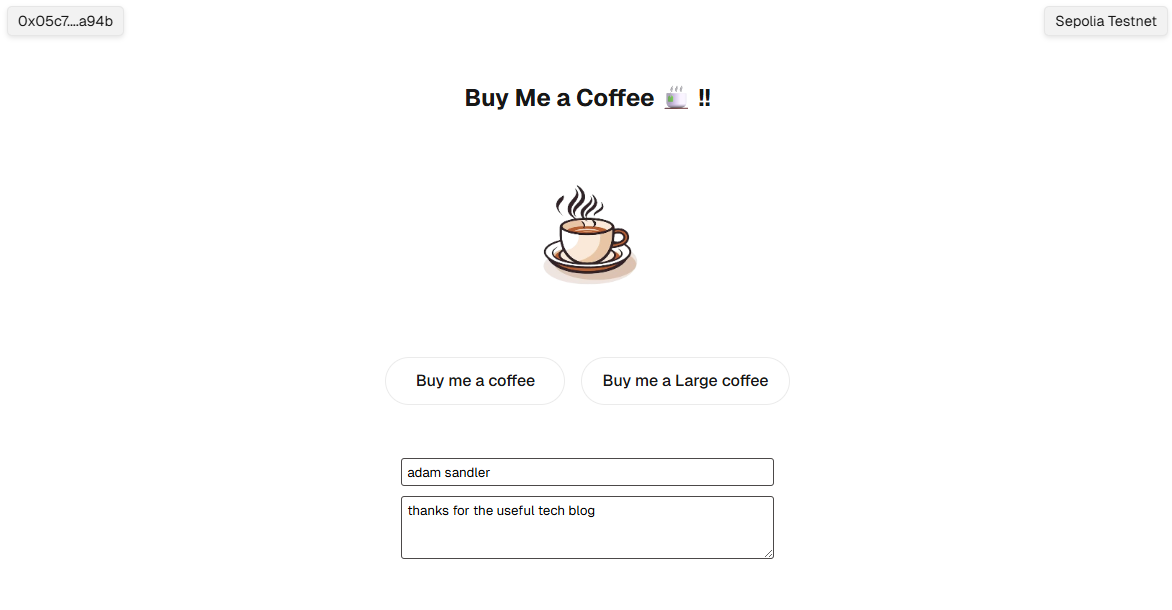 0x05c7....a94b
Sepolia Testnet
Buy Me a Coffee ☕ !!
Buy me a coffee
Buy me a Large coffee
adam sandler
thanks for the useful tech blog